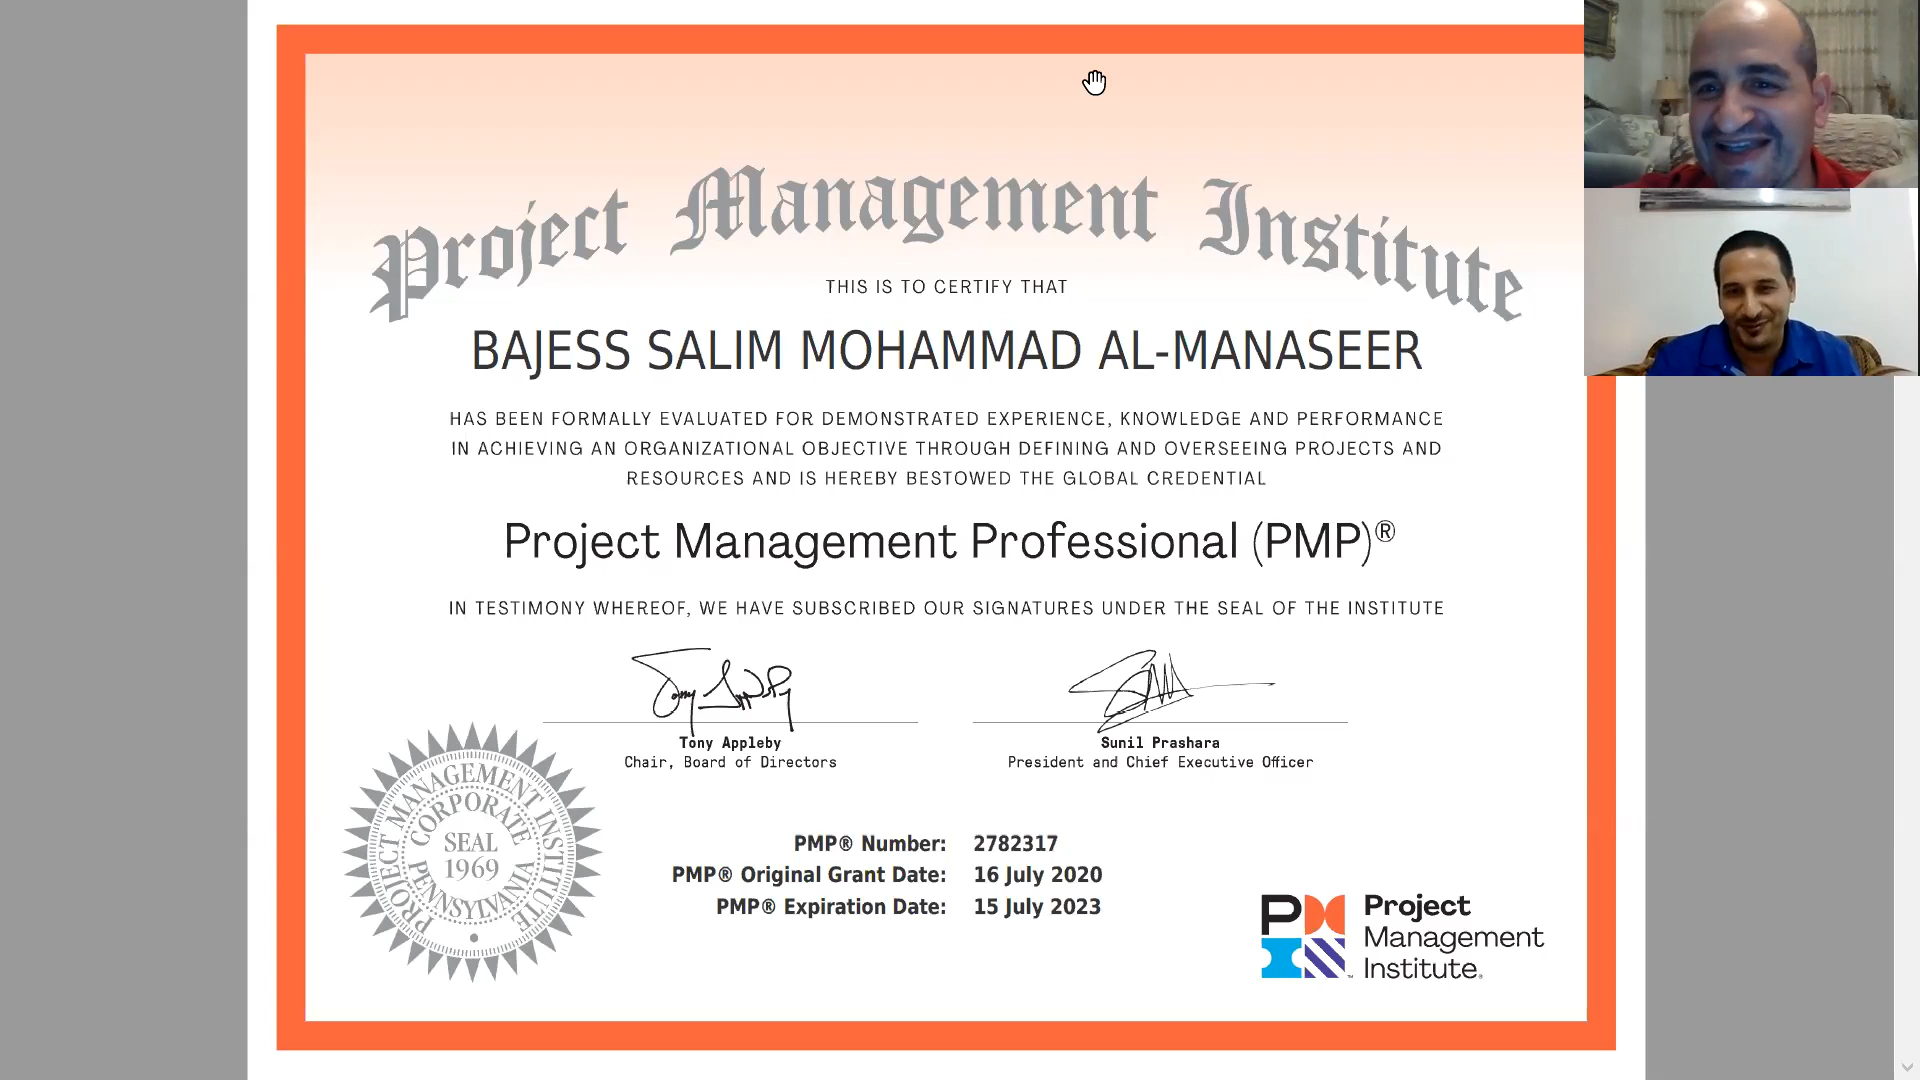 Project Management Institute
THIS IS TO CERTIFY THAT
BAJESS SALIM MOHAMMAD AL-MANASEER
HAS BEEN FORMALLY EVALUATED FOR DEMONSTRATED EXPERIENCE, KNOWLEDGE AND PERFORMANCE
IN ACHIEVING AN ORGANIZATIONAL OBJECTIVE THROUGH DEFINING AND OVERSEEING PROJECTS AND
RESOURCES AND IS HEREBY BESTOWED THE GLOBAL CREDENTIAL
Project Management Professional (PMP)®
IN TESTIMONY WHEREOF, WE HAVE SUBSCRIBED OUR SIGNATURES UNDER THE SEAL OF THE INSTITUTE
Tony Appleby
Chair, Board of Directors
Sunil Prashara
President and Chief Executive Officer
PROJECT MANAGEMENT INSTITUTE
CORPORATE
SEAL
1969
PENNSYLVANIA
PMP® Number: 2782317
PMP® Original Grant Date: 16 July 2020
PMP® Expiration Date: 15 July 2023
PMI
Project
Management
Institute